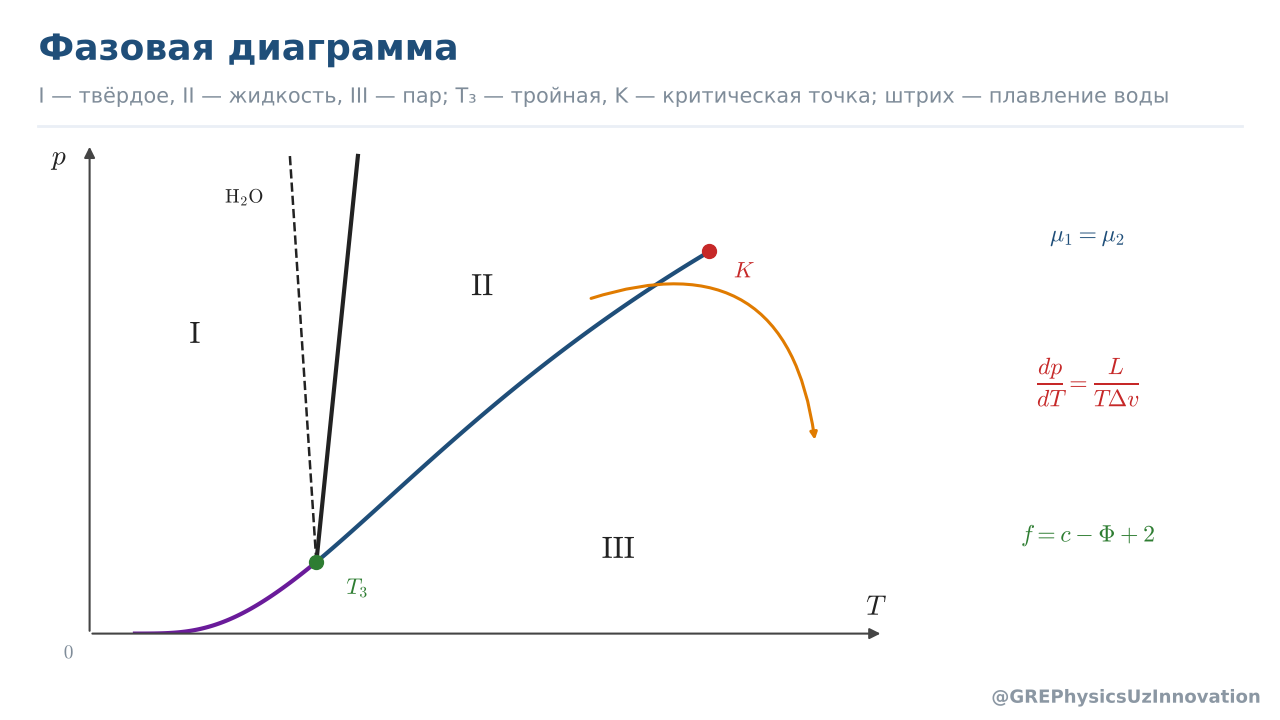 Фазовая диаграмма
I — твёрдое, II — жидкость, III — пар; T₃ — тройная, K — критическая точка; штрих — плавление воды
p
H₂O
K
II
I
III
T₃
T
0
μ₁ = μ₂
dp/dT = L/TΔv
f = c − Φ + 2
@GREPhysicsUzInnovation